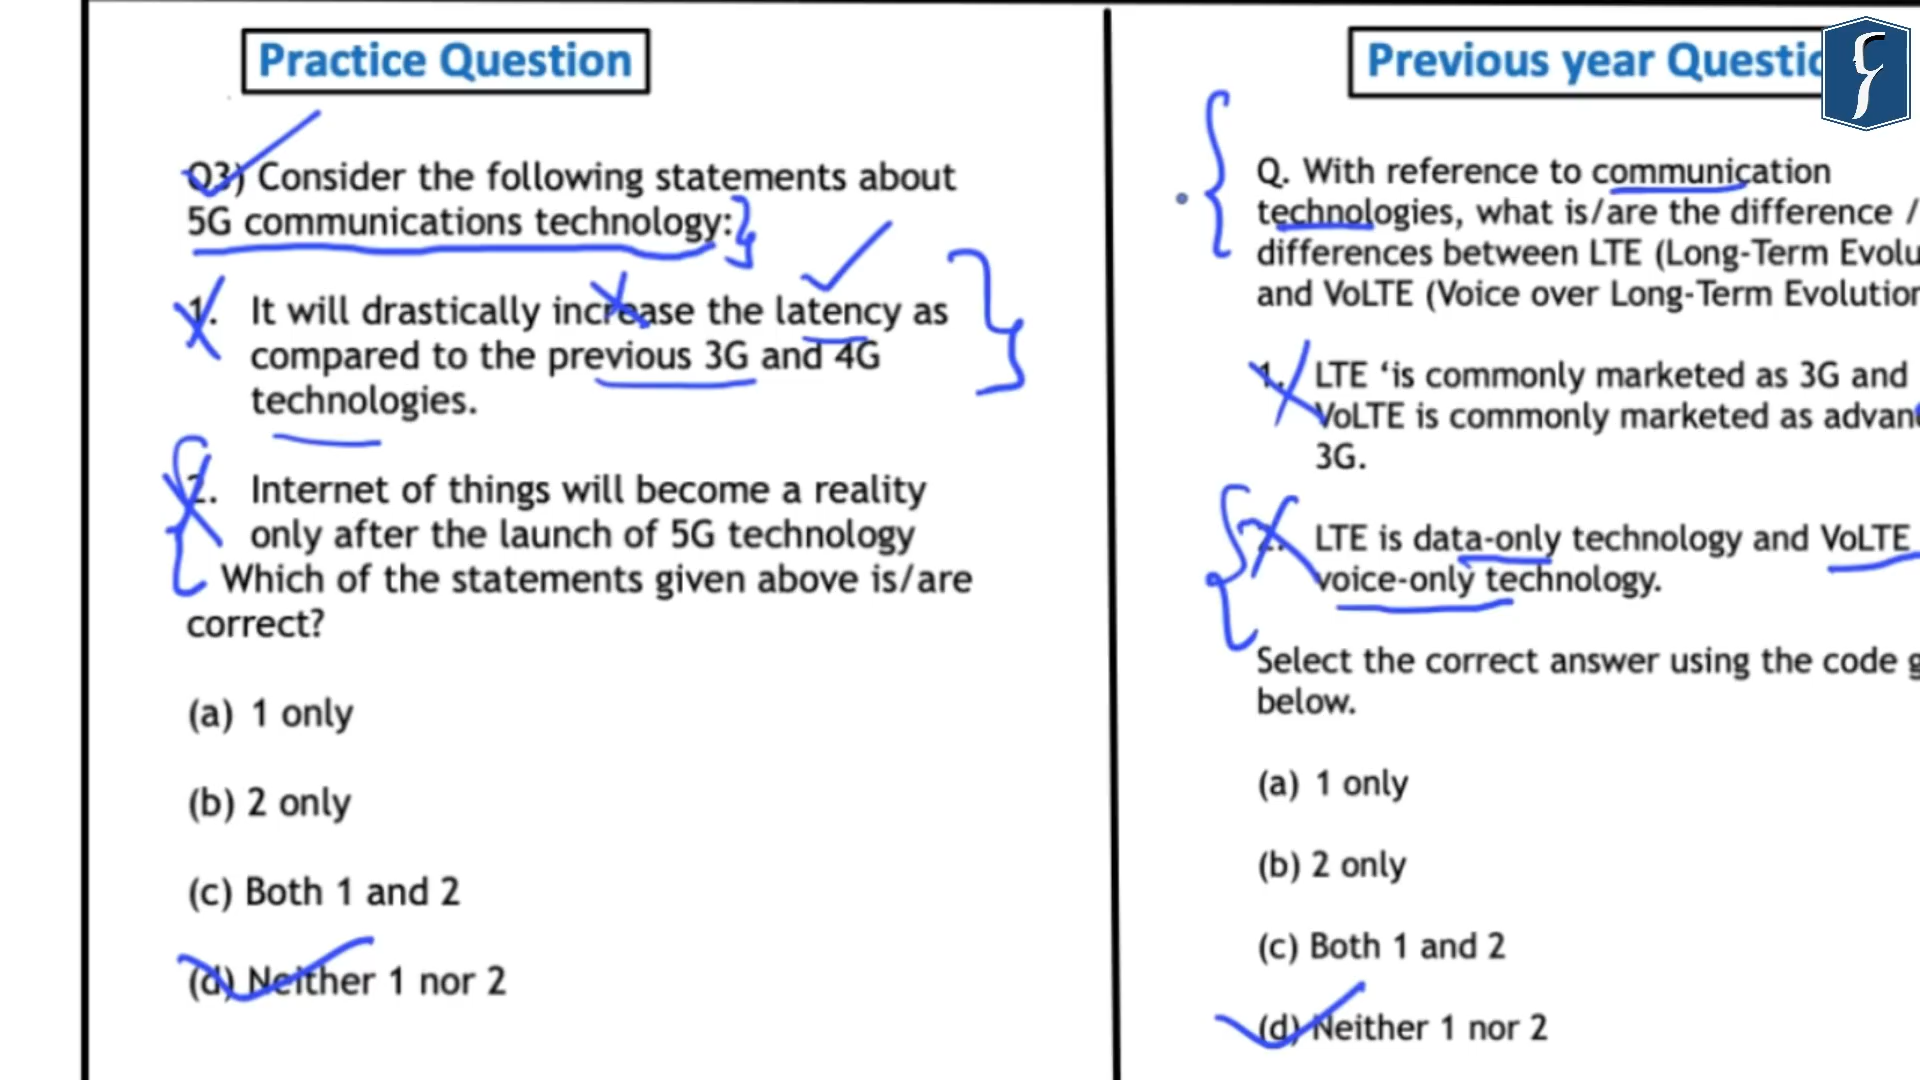 Practice Question
Q3) Consider the following statements about
5G communications technology:
1. It will drastically increase the latency as
compared to the previous 3G and 4G
technologies.
2. Internet of things will become a reality
only after the launch of 5G technology
Which of the statements given above is/are
correct?
(a) 1 only
(b) 2 only
(c) Both 1 and 2
(d) Neither 1 nor 2
Previous year
Q. With reference to communication
technologies, what is/are the difference /
differences between LTE (Long-Term
and VoLTE (Voice over Long-Term
1. LTE ‘is commonly marketed as 3G and
VoLTE is commonly marketed as
3G.
2. LTE is data-only technology and VoLTE
voice-only technology.
Select the correct answer using the code
below.
(a) 1 only
(b) 2 only
(c) Both 1 and 2
(d) Neither 1 nor 2